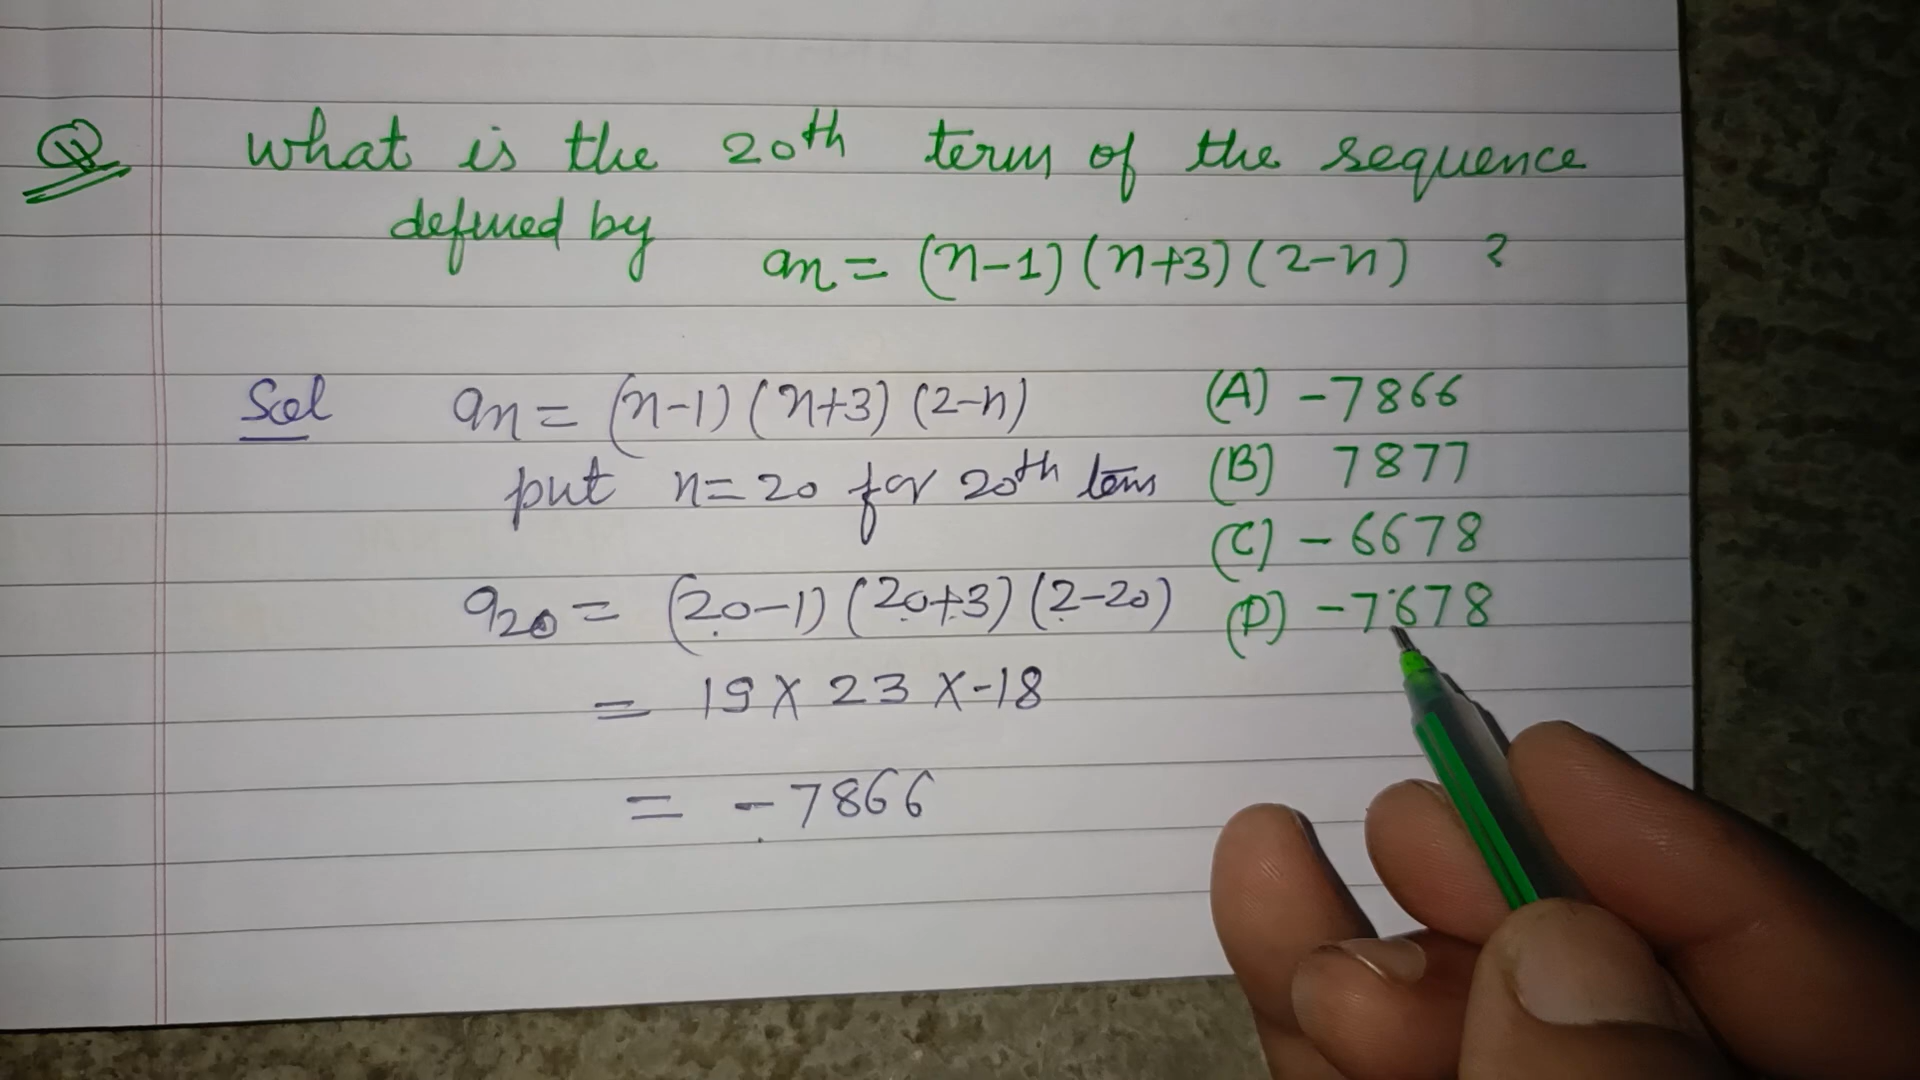 Q what is the 20th term of the sequence
defined by
an = (n-1) (n+3) (2-n) ?
Sol an = (n-1) (n+3) (2-n) (A) -7866
put n=20 for 20th term (B) 7877
(C) -6678
a20 = (20-1) (20+3) (2-20) (D) -7678
= 19 X 23 X -18
= -7866